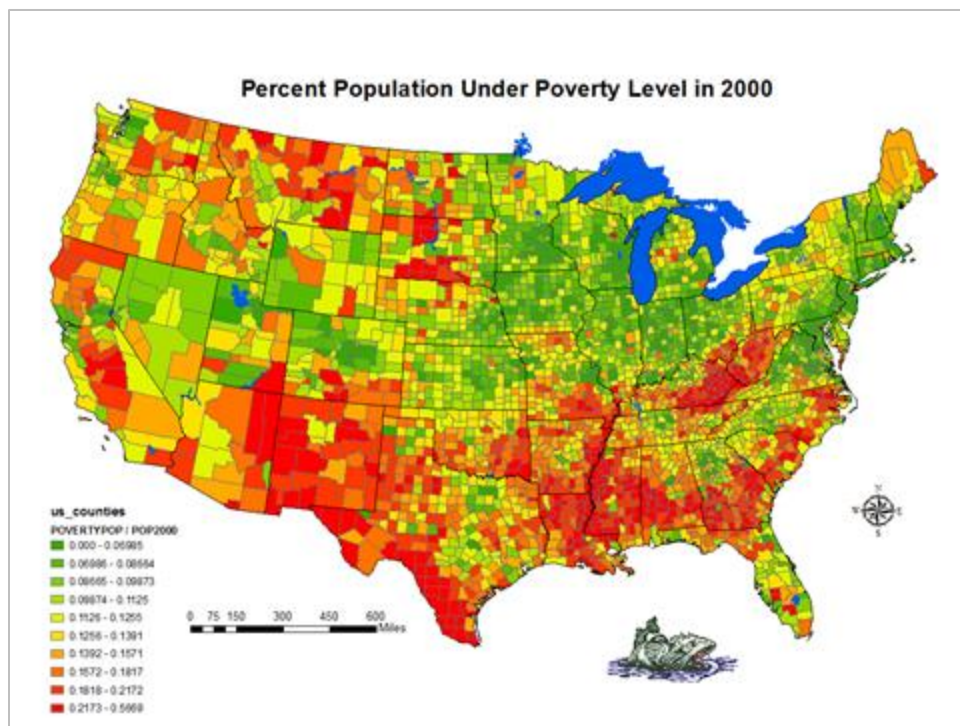 Percent Population Under Poverty Level in 2000
N
W E
S
us_counties
POVERTYPOP / POP2000
0.000 - 0.06985
0.06986 - 0.08554
0.08555 - 0.09873
0.09874 - 0.1125
0.1126 - 0.1255
0.1256 - 0.1391
0.1392 - 0.1571
0.1572 - 0.1817
0.1818 - 0.2172
0.2173 - 0.5669
0 75 150 300 450 600
Miles